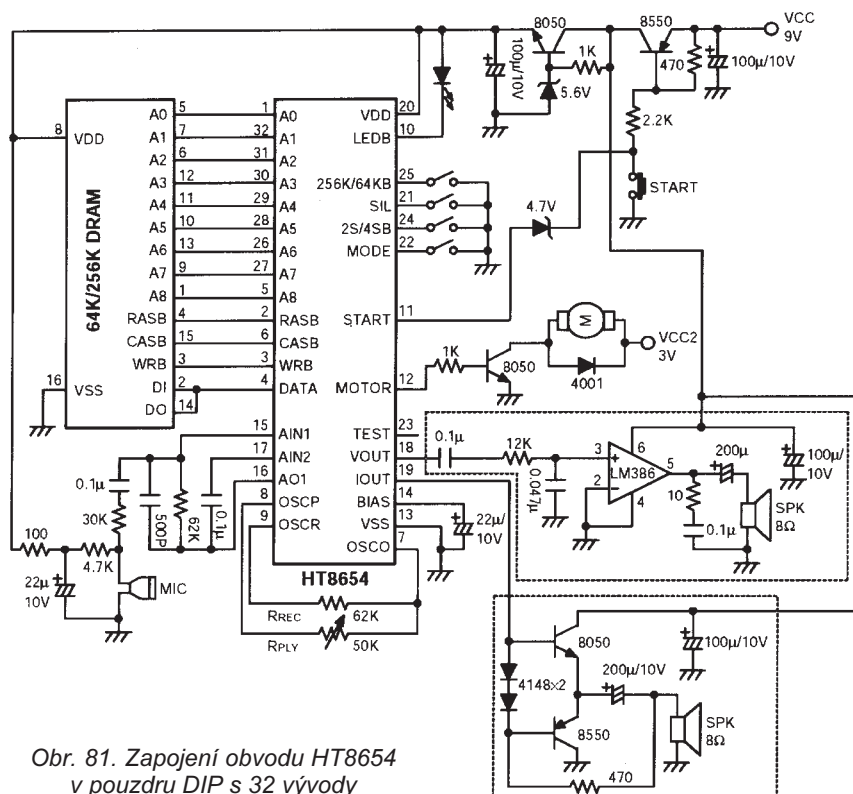 8050
8550
VCC
9V
100µ/10V
1K
470
100µ/10V
5.6V
2.2K
START
4.7V
64K/256K DRAM
8 VDD
16 VSS
A0 5 1 A0
A1 7 32 A1
A2 6 31 A2
A3 12 30 A3
A4 11 29 A4
A5 10 28 A5
A6 13 26 A6
A7 9 27 A7
A8 1 5 A8
RASB 4 2 RASB
CASB 15 6 CASB
WRB 3 3 WRB
DI 2 4 DATA
DO 14
15 AIN1
17 AIN2
16 AO1
8 OSCP
9 OSCR
VDD 20
LEDB 10
256K/64KB 25
SIL 21
2S/4SB 24
MODE 22
START 11
MOTOR 12
TEST 23
VOUT 18
IOUT 19
BIAS 14
VSS 13
OSCO 7
HT8654
1K
8050
M
4001
VCC2
3V
0.1µ
30K
500P
62K
0.1µ
100
4.7K
22µ
10V
MIC
RREC 62K
RPLY 50K
22µ/
10V
0.1µ
12K
0.047µ
3
2
6
LM386
5
4
200µ
100µ/
10V
10
0.1µ
SPK
8Ω
8050
100µ/10V
4148x2
200µ/10V
8550
SPK
8Ω
470
Obr. 81. Zapojení obvodu HT8654
v pouzdru DIP s 32 vývody